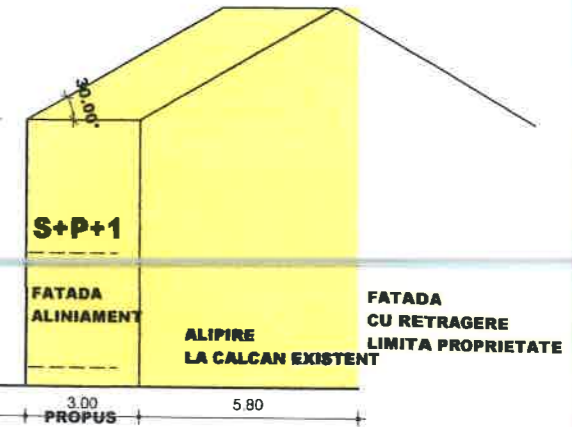 30.00°
S+P+1
FATADA
ALINIAMENT
ALIPIRE
LA CALCAN EXISTENT
FATADA
CU RETRAGERE
LIMITA PROPRIETATE
3.00
5.80
PROPUS